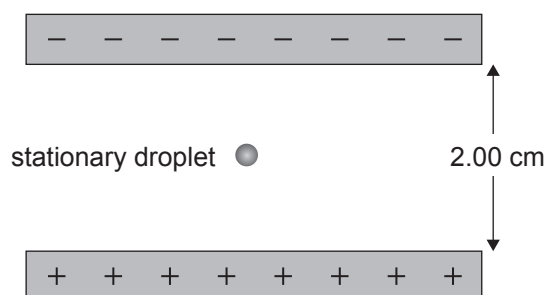 − − − − − − − −
stationary droplet
2.00 cm
+ + + + + + + +